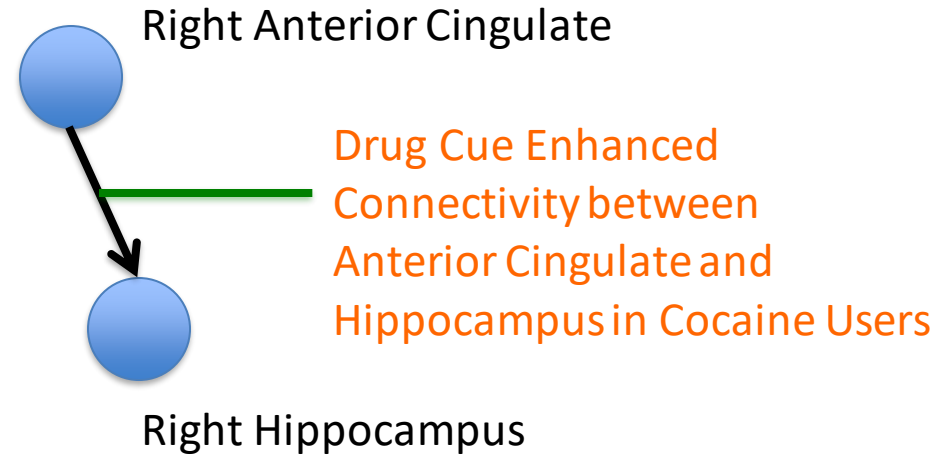 Right Anterior Cingulate
Drug Cue Enhanced
Connectivity between
Anterior Cingulate and
Hippocampus in Cocaine Users
Right Hippocampus